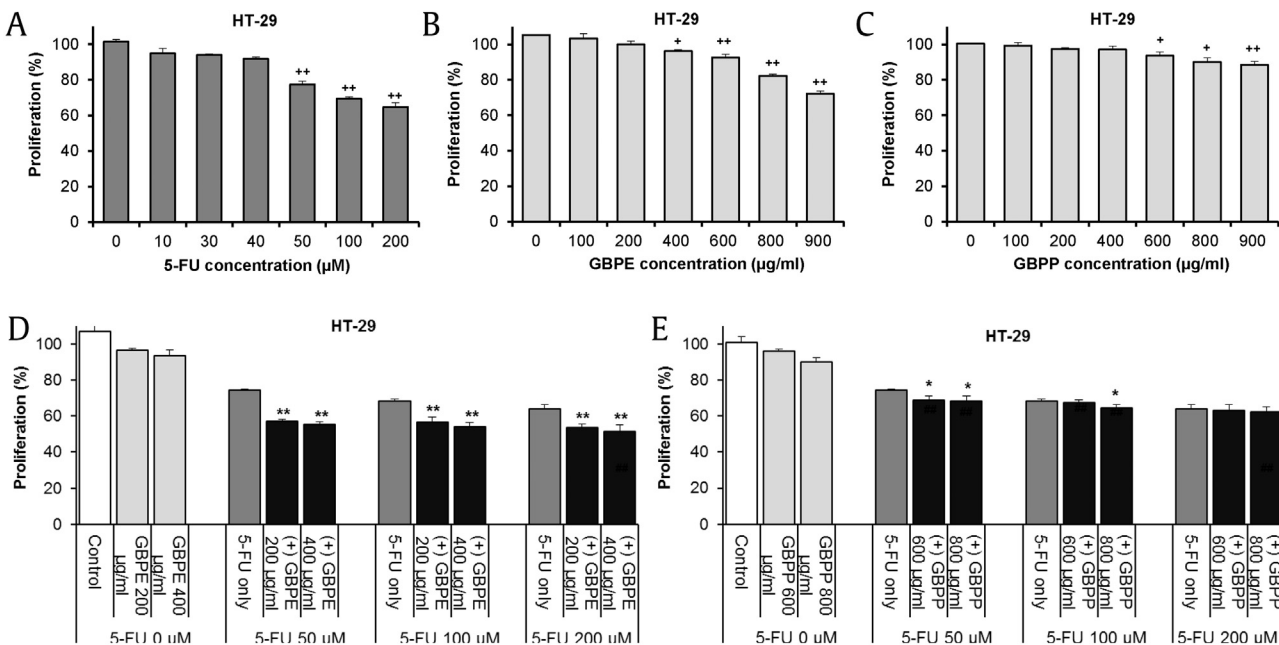 A
HT-29
Proliferation (%)
100
80
60
40
20
0
++
++
++
0 10 30 40 50 100 200
5-FU concentration (µM)
B
HT-29
Proliferation (%)
100
80
60
40
20
0
+
++
++
++
0 100 200 400 600 800 900
GBPE concentration (µg/ml)
C
HT-29
Proliferation (%)
100
80
60
40
20
0
+
+
++
0 100 200 400 600 800 900
GBPP concentration (µg/ml)
D
HT-29
Proliferation (%)
100
80
60
40
20
0
**
**
**
**
**
**
##
Control
GBPE 200
µg/ml
GBPE 400
µg/ml
5-FU only
(+) GBPE
200 µg/ml
(+) GBPE
400 µg/ml
5-FU only
(+) GBPE
200 µg/ml
(+) GBPE
400 µg/ml
5-FU only
(+) GBPE
200 µg/ml
(+) GBPE
400 µg/ml
5-FU 0 µM
5-FU 50 µM
5-FU 100 µM
5-FU 200 µM
E
HT-29
Proliferation (%)
100
80
60
40
20
0
*
*
*
##
##
##
##
##
Control
GBPP 600
µg/ml
GBPP 800
µg/ml
5-FU only
(+) GBPP
600 µg/ml
(+) GBPP
800 µg/ml
5-FU only
(+) GBPP
600 µg/ml
(+) GBPP
800 µg/ml
5-FU only
(+) GBPP
600 µg/ml
(+) GBPP
800 µg/ml
5-FU 0 µM
5-FU 50 µM
5-FU 100 µM
5-FU 200 µM